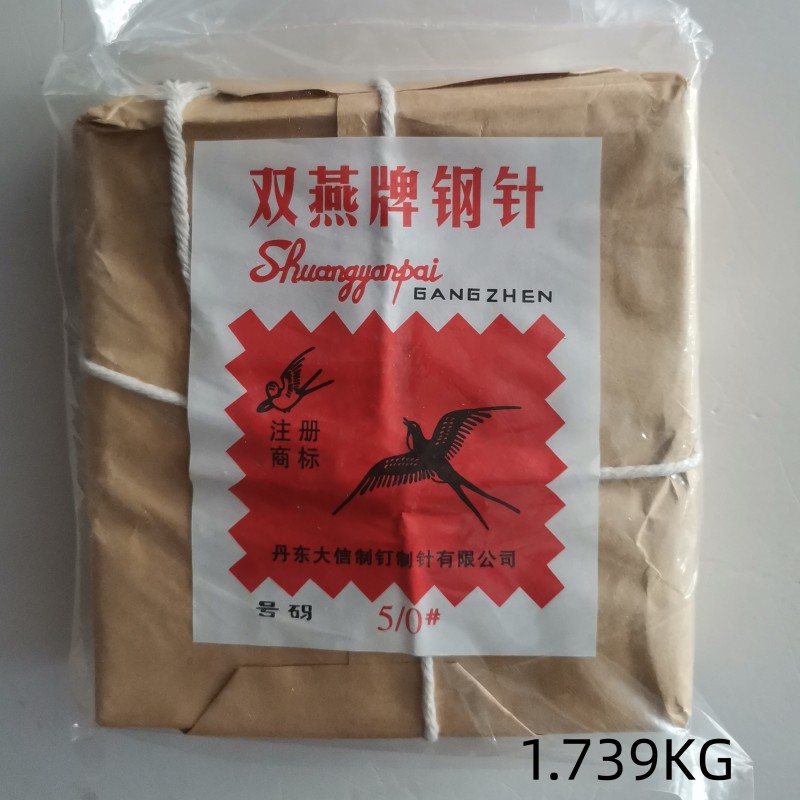 双燕牌钢针
Shuangyanpai
GANGZHEN
注册
商标
丹东大信制钉制针有限公司
号码 5/0#
1.739KG